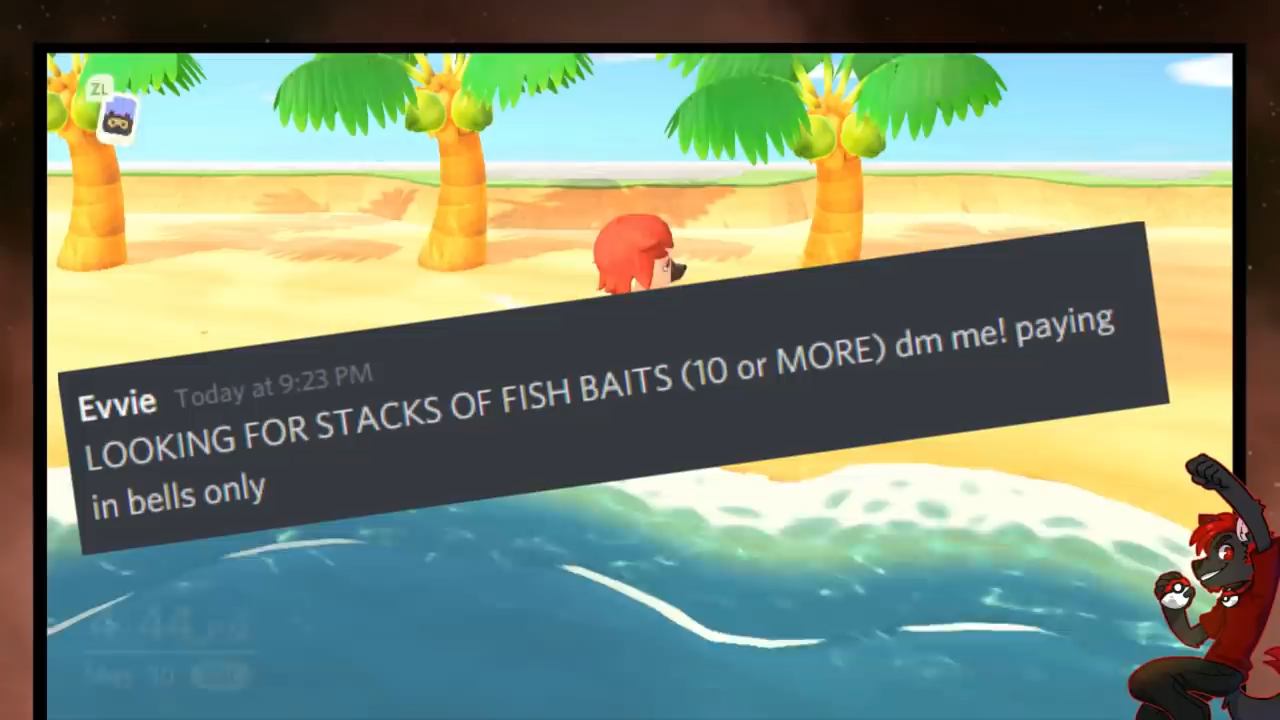 ZL
Evvie Today at 9:23 PM
LOOKING FOR STACKS OF FISH BAITS (10 or MORE) dm me! paying
in bells only